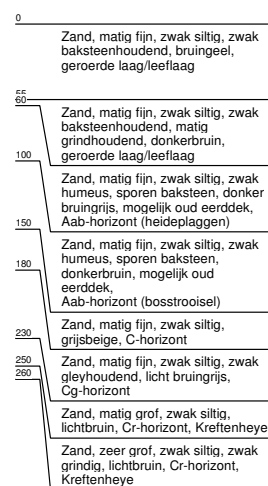 0
Zand, matig fijn, zwak siltig, zwak
baksteenhoudend, bruingeel,
geroerde laag/leeflaag
55
60
Zand, matig fijn, zwak siltig, zwak
baksteenhoudend, matig
grindhoudend, donkerbruin,
geroerde laag/leeflaag
100
Zand, matig fijn, zwak siltig, zwak
humeus, sporen baksteen, donker
bruingrijs, mogelijk oud eerddek,
Aab-horizont (heideplaggen)
150
Zand, matig fijn, zwak siltig, zwak
humeus, sporen baksteen,
donkerbruin, mogelijk oud
eerddek,
Aab-horizont (bosstrooisel)
180
Zand, matig fijn, zwak siltig,
grijsbeige, C-horizont
230
Zand, matig fijn, zwak siltig, zwak
gleyhoudend, licht bruingrijs,
Cg-horizont
250
Zand, matig grof, zwak siltig,
lichtbruin, Cr-horizont, Kreftenheye
260
Zand, zeer grof, zwak siltig, zwak
grindig, lichtbruin, Cr-horizont,
Kreftenheye